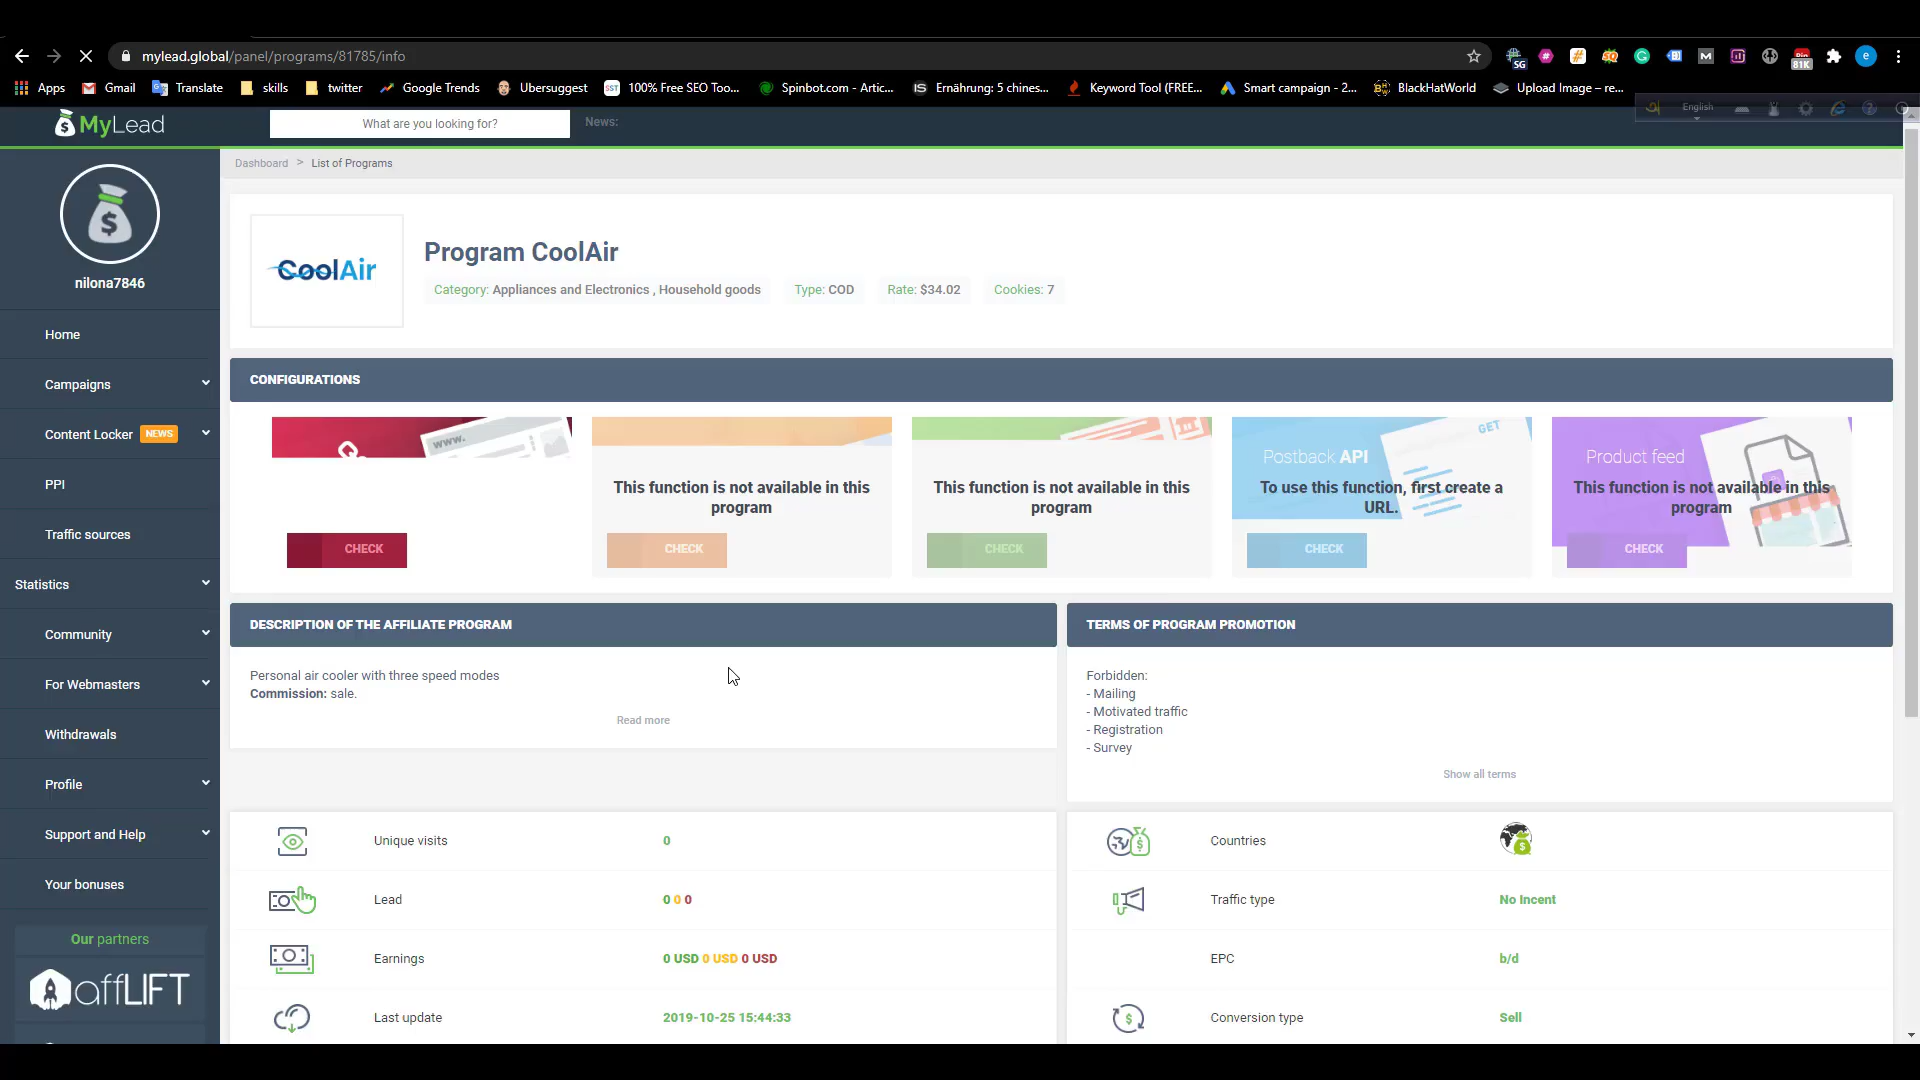 mylead.global/panel/programs/81785/info
SG
81K
e
Apps
Gmail
Translate
skills
twitter
Google Trends
Ubersuggest
100% Free SEO Too...
Spinbot.com - Artic...
Ernährung: 5 chines...
Keyword Tool (FREE...
Smart campaign - 2...
BlackHatWorld
Upload Image – re...
MyLead
What are you looking for?
News:
English
Dashboard > List of Programs
nilona7846
Home
Campaigns
Content Locker NEWS
PPI
Traffic sources
Statistics
Community
For Webmasters
Withdrawals
Profile
Support and Help
Your bonuses
Our partners
affLIFT
CoolAir
Program CoolAir
Category: Appliances and Electronics , Household goods
Type: COD
Rate: $34.02
Cookies: 7
CONFIGURATIONS
www.
CHECK
This function is not available in this
program
CHECK
This function is not available in this
program
CHECK
GET
Postback API
To use this function, first create a
URL.
CHECK
Product feed
This function is not available in this
program
CHECK
DESCRIPTION OF THE AFFILIATE PROGRAM
Personal air cooler with three speed modes
Commission: sale.
Read more
TERMS OF PROGRAM PROMOTION
Forbidden:
- Mailing
- Motivated traffic
- Registration
- Survey
Show all terms
Unique visits 0
Lead 0 0 0
Earnings 0 USD 0 USD 0 USD
Last update 2019-10-25 15:44:33
Countries
Traffic type No Incent
EPC b/d
Conversion type Sell